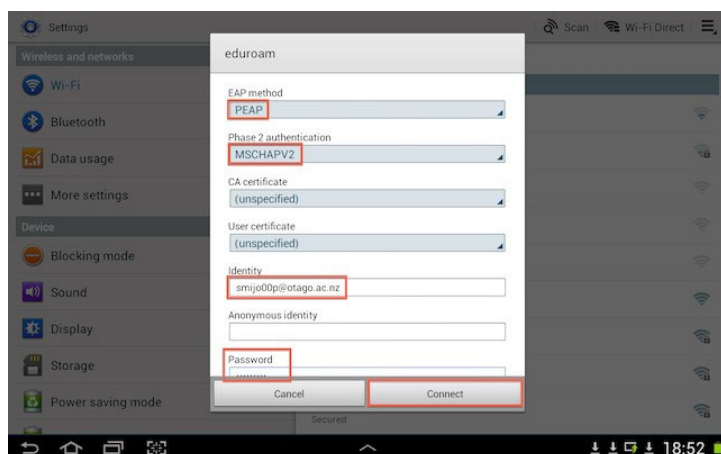 Settings
Scan
Wi-Fi Direct
Wireless and networks
Wi-Fi
Bluetooth
Data usage
More settings
Device
Blocking mode
Sound
Display
Storage
Power saving mode
eduroam
EAP method
PEAP
Phase 2 authentication
MSCHAPV2
CA certificate
(unspecified)
User certificate
(unspecified)
Identity
smijo00p@otago.ac.nz
Anonymous identity
Password
.........
Cancel
Connect
Secured
18:52